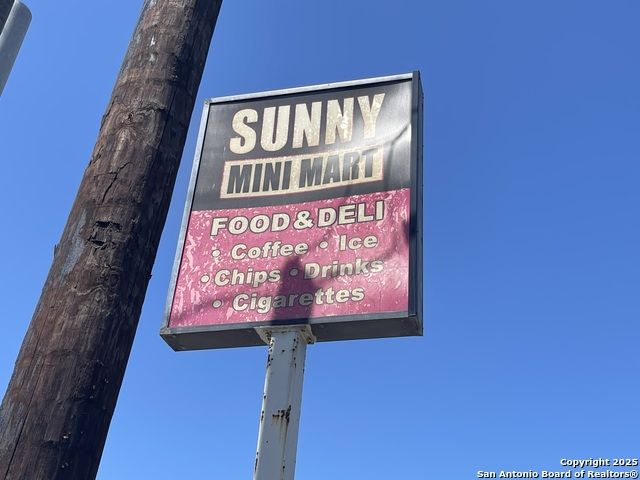 SUNNY
MINI MART
FOOD & DELI
• Coffee • Ice
• Chips • Drinks
• Cigarettes
Copyright 2025
San Antonio Board of Realtors®